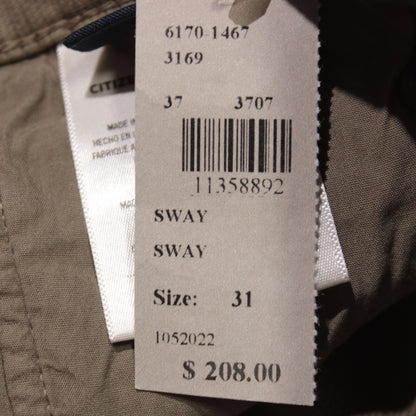 6170-1467
3169
37 3707
11358892
SWAY
SWAY
Size: 31
1052022
$ 208.00
CITIZE
MADE IN
HECHO EN
FABRIQUÉ A